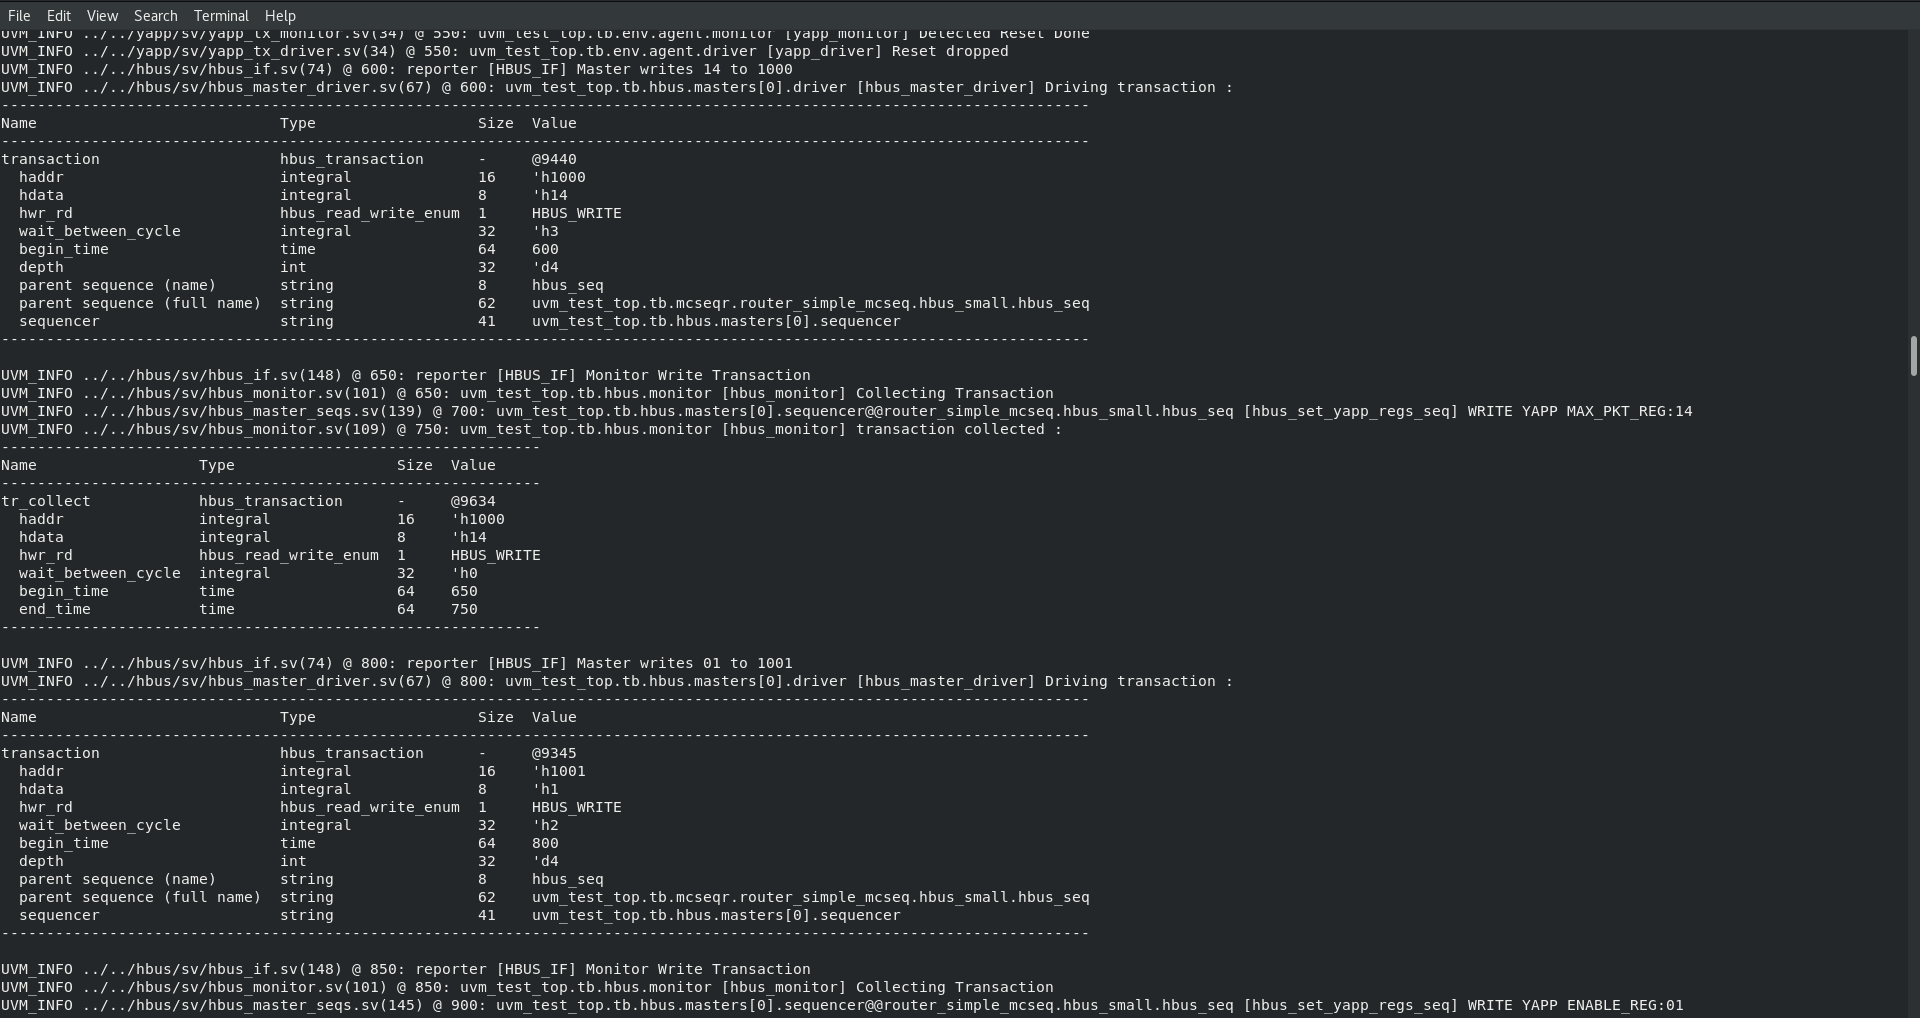 File Edit View Search Terminal Help
UVM_INFO ../../yapp/sv/yapp_tx_monitor.sv(34) @ 550: uvm_test_top.tb.env.agent.monitor [yapp_monitor] Detected Reset Done
UVM_INFO ../../yapp/sv/yapp_tx_driver.sv(34) @ 550: uvm_test_top.tb.env.agent.driver [yapp_driver] Reset dropped
UVM_INFO ../../hbus/sv/hbus_if.sv(74) @ 600: reporter [HBUS_IF] Master writes 14 to 1000
UVM_INFO ../../hbus/sv/hbus_master_driver.sv(67) @ 600: uvm_test_top.tb.hbus.masters[0].driver [hbus_master_driver] Driving transaction :
-------------------------------------------------------------------------------------------------------------------------
Name                           Type                  Size  Value
-------------------------------------------------------------------------------------------------------------------------
transaction                    hbus_transaction      -     @9440
  haddr                        integral              16    'h1000
  hdata                        integral              8     'h14
  hwr_rd                       hbus_read_write_enum  1     HBUS_WRITE
  wait_between_cycle           integral              32    'h3
  begin_time                   time                  64    600
  depth                        int                   32    'd4
  parent sequence (name)       string                8     hbus_seq
  parent sequence (full name)  string                62    uvm_test_top.tb.mcseqr.router_simple_mcseq.hbus_small.hbus_seq
  sequencer                    string                41    uvm_test_top.tb.hbus.masters[0].sequencer
-------------------------------------------------------------------------------------------------------------------------
UVM_INFO ../../hbus/sv/hbus_if.sv(148) @ 650: reporter [HBUS_IF] Monitor Write Transaction
UVM_INFO ../../hbus/sv/hbus_monitor.sv(101) @ 650: uvm_test_top.tb.hbus.monitor [hbus_monitor] Collecting Transaction
UVM_INFO ../../hbus/sv/hbus_master_seqs.sv(139) @ 700: uvm_test_top.tb.hbus.masters[0].sequencer@@router_simple_mcseq.hbus_small.hbus_seq [hbus_set_yapp_regs_seq] WRITE YAPP MAX_PKT_REG:14
UVM_INFO ../../hbus/sv/hbus_monitor.sv(109) @ 750: uvm_test_top.tb.hbus.monitor [hbus_monitor] transaction collected :
------------------------------------------------------------
Name                  Type                  Size  Value
------------------------------------------------------------
tr_collect            hbus_transaction      -     @9634
  haddr               integral              16    'h1000
  hdata               integral              8     'h14
  hwr_rd              hbus_read_write_enum  1     HBUS_WRITE
  wait_between_cycle  integral              32    'h0
  begin_time          time                  64    650
  end_time            time                  64    750
------------------------------------------------------------
UVM_INFO ../../hbus/sv/hbus_if.sv(74) @ 800: reporter [HBUS_IF] Master writes 01 to 1001
UVM_INFO ../../hbus/sv/hbus_master_driver.sv(67) @ 800: uvm_test_top.tb.hbus.masters[0].driver [hbus_master_driver] Driving transaction :
-------------------------------------------------------------------------------------------------------------------------
Name                           Type                  Size  Value
-------------------------------------------------------------------------------------------------------------------------
transaction                    hbus_transaction      -     @9345
  haddr                        integral              16    'h1001
  hdata                        integral              8     'h1
  hwr_rd                       hbus_read_write_enum  1     HBUS_WRITE
  wait_between_cycle           integral              32    'h2
  begin_time                   time                  64    800
  depth                        int                   32    'd4
  parent sequence (name)       string                8     hbus_seq
  parent sequence (full name)  string                62    uvm_test_top.tb.mcseqr.router_simple_mcseq.hbus_small.hbus_seq
  sequencer                    string                41    uvm_test_top.tb.hbus.masters[0].sequencer
-------------------------------------------------------------------------------------------------------------------------
UVM_INFO ../../hbus/sv/hbus_if.sv(148) @ 850: reporter [HBUS_IF] Monitor Write Transaction
UVM_INFO ../../hbus/sv/hbus_monitor.sv(101) @ 850: uvm_test_top.tb.hbus.monitor [hbus_monitor] Collecting Transaction
UVM_INFO ../../hbus/sv/hbus_master_seqs.sv(145) @ 900: uvm_test_top.tb.hbus.masters[0].sequencer@@router_simple_mcseq.hbus_small.hbus_seq [hbus_set_yapp_regs_seq] WRITE YAPP ENABLE_REG:01